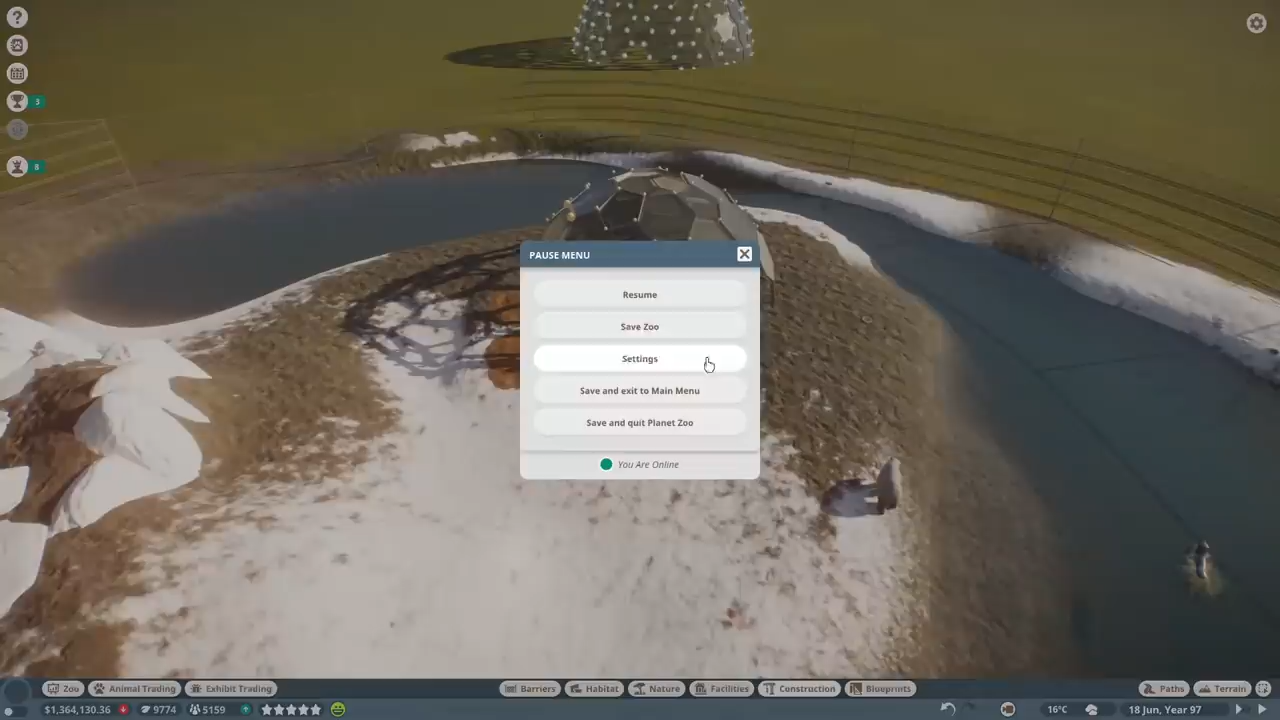 3
8
PAUSE MENU
Resume
Save Zoo
Settings
Save and exit to Main Menu
Save and quit Planet Zoo
You Are Online
Zoo Animal Trading Exhibit Trading Barriers Habitat Nature Facilities Construction Blueprints Paths Terrain
$1,364,130.36 9774 5159 16°C 18 Jun, Year 97